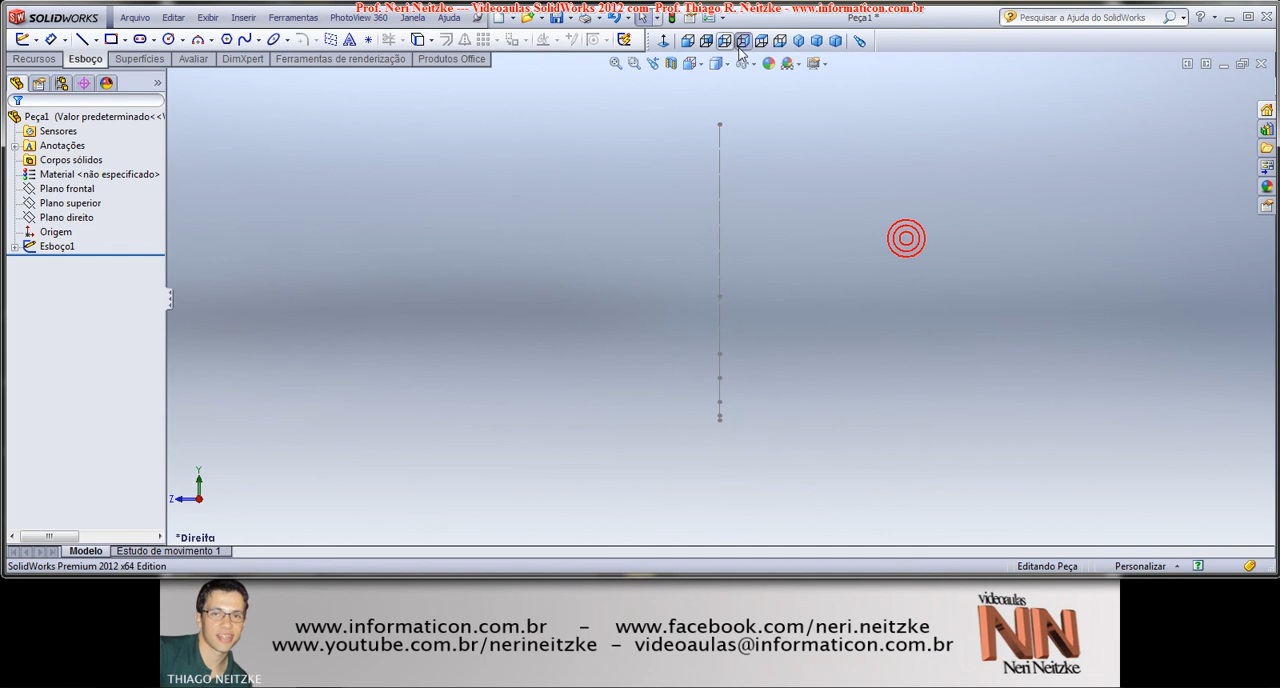 Prof. Neri Neitzke --- Videoaulas SolidWorks 2012 com Prof. Thiago R. Neitzke - www.informaticon.com.br
SOLIDWORKS Arquivo Editar Exibir Inserir Ferramentas PhotoView 360 Janela Ajuda Peça1 * Pesquisar a Ajuda do SolidWorks
Recursos Esboço Superfícies Avaliar DimXpert Ferramentas de renderização Produtos Office
Peça1 (Valor predeterminado<<
Sensores
Anotações
Corpos sólidos
Material <não especificado>
Plano frontal
Plano superior
Plano direito
Origem
Esboço1
Y
Z
*Direita
Modelo Estudo de movimento 1
SolidWorks Premium 2012 x64 Edition Editando Peça Personalizar
www.informaticon.com.br - www.facebook.com/neri.neitzke
www.youtube.com.br/nerineitzke - videoaulas@informaticon.com.br
THIAGO NEITZKE
videoaulas
NN
Neri Neitzke